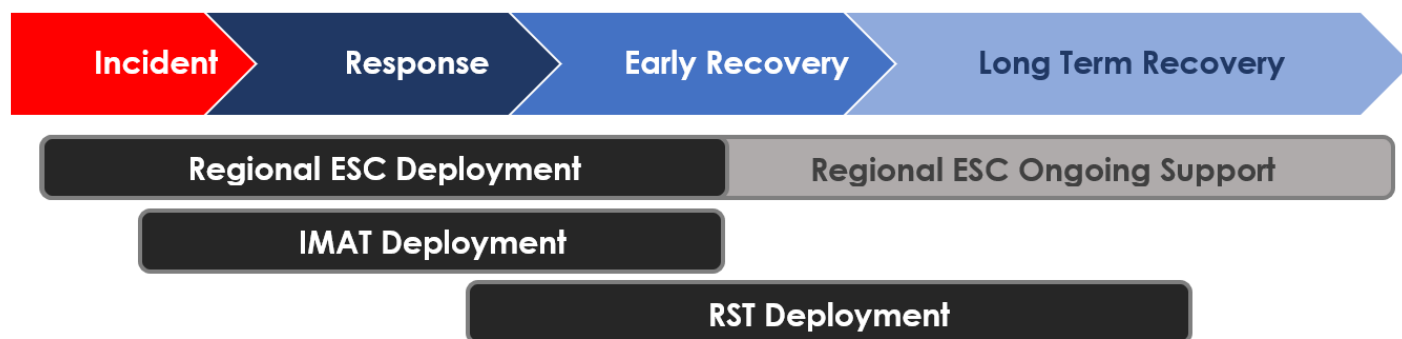 Incident
Response
Early Recovery
Long Term Recovery
Regional ESC Deployment
Regional ESC Ongoing Support
IMAT Deployment
RST Deployment